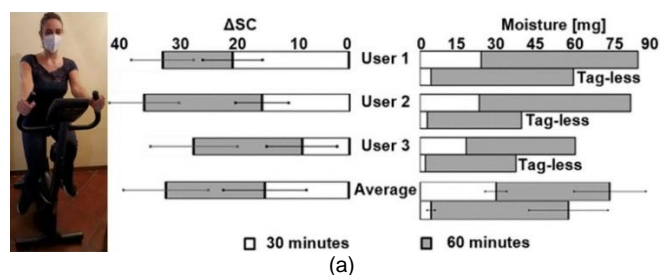 ΔSC
Moisture [mg]
40 30 20 10 0
0 15 30 45 60 90
User 1
Tag-less
User 2
Tag-less
User 3
Tag-less
Average
30 minutes
60 minutes
(a)